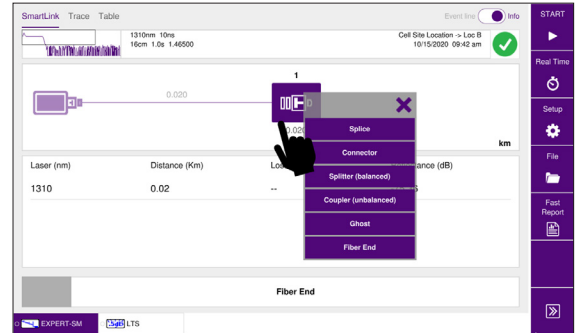 SmartLink Trace Table
Event line Info
START
1310nm 10ns
16cm 1.0s 1.46500
Cell Site Location -> Loc B
10/15/2020 09:42 am
Real Time
Setup
File
Fast
Report
1
0.020
0.020
km
Splice
Connector
Splitter (balanced)
Coupler (unbalanced)
Ghost
Fiber End
Laser (nm) Distance (Km) (dB)
1310 0.02 --
Fiber End
EXPERT-SM LTS